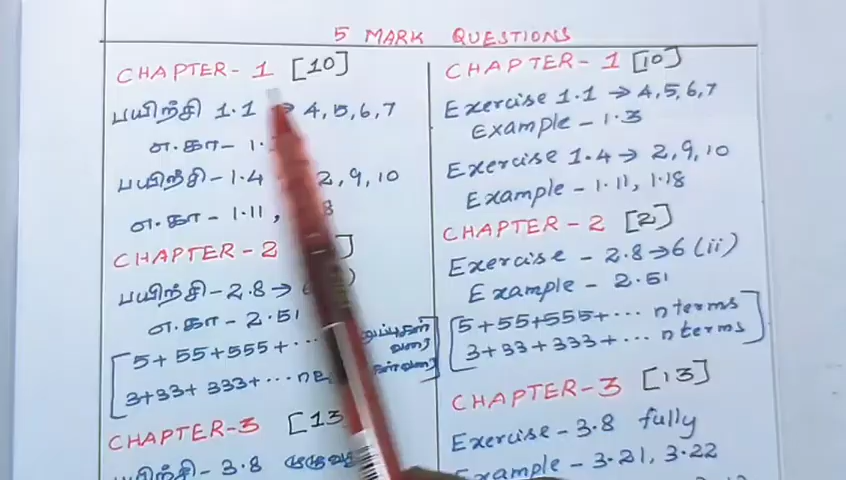 5 MARK QUESTIONS
CHAPTER - 1 [10]
பயிற்சி 1.1 → 4, 5, 6, 7
எ.கா - 1.
பயிற்சி - 1.4 2, 9, 10
எ.கா - 1.11, 8
CHAPTER - 2 ]
பயிற்சி - 2.8 →
எ.கா - 2.51
[5 + 55 + 555 + ...
3+33+ 333+ ... வரை]
CHAPTER - 3 [13
பயிற்சி - 3.8
CHAPTER - 1 [10]
Exercise 1.1 → 4, 5, 6, 7
Example - 1.3
Exercise 1.4 → 2, 9, 10
Example - 1.11, 1.18
CHAPTER - 2 [2]
Exercise - 2.8 → 6 (ii)
Example - 2.51
[5 + 55 + 555 + ... n terms
3 + 33 + 333 + ... n terms]
CHAPTER - 3 [13]
Exercise - 3.8 fully
Example - 3.21, 3.22